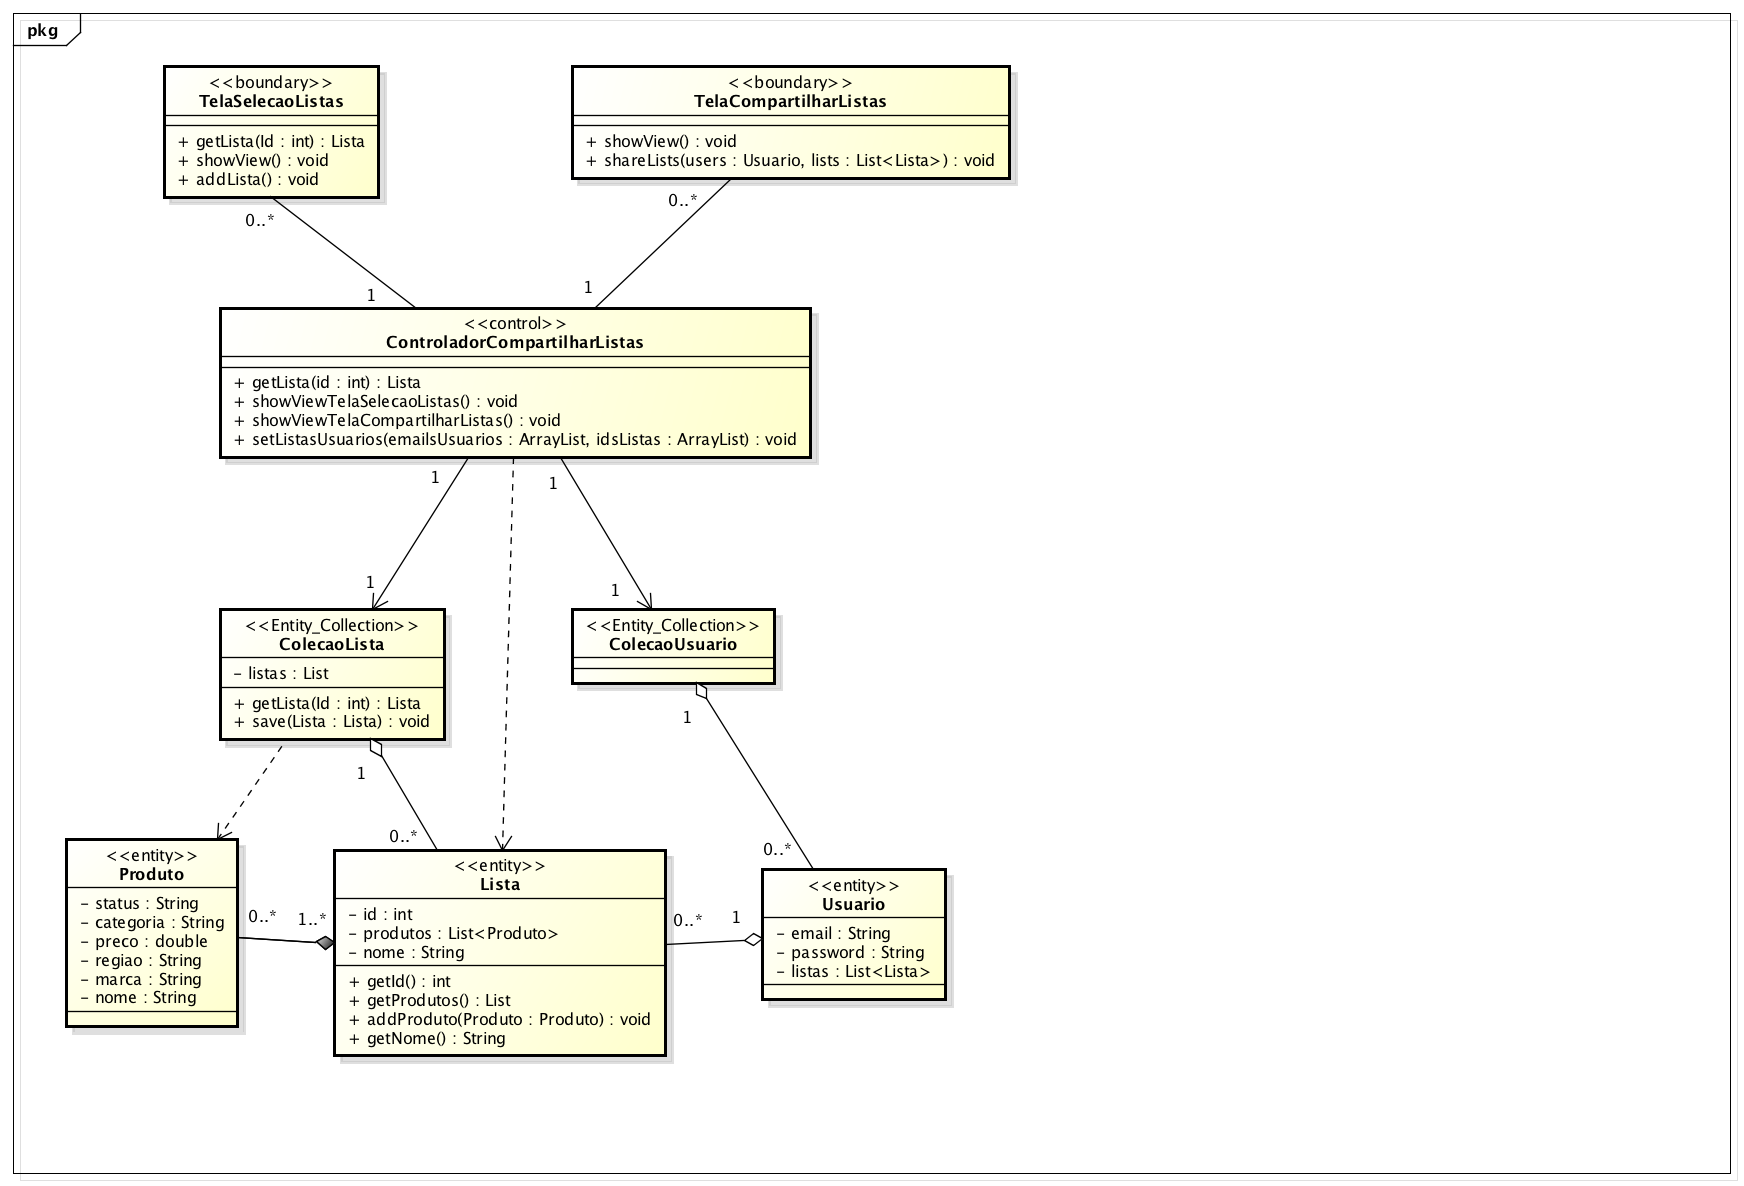 pkg
<<boundary>>
TelaSelecaoListas
+ getLista(Id : int) : Lista
+ showView() : void
+ addLista() : void
<<boundary>>
TelaCompartilharListas
+ showView() : void
+ shareLists(users : Usuario, lists : List<Lista>) : void
0..*
0..*
1
1
<<control>>
ControladorCompartilharListas
+ getLista(id : int) : Lista
+ showViewTelaSelecaoListas() : void
+ showViewTelaCompartilharListas() : void
+ setListasUsuarios(emailsUsuarios : ArrayList, idsListas : ArrayList) : void
1
1
1
1
<<Entity_Collection>>
ColecaoLista
- listas : List
+ getLista(Id : int) : Lista
+ save(Lista : Lista) : void
<<Entity_Collection>>
ColecaoUsuario
1
1
0..*
0..*
<<entity>>
Produto
- status : String
- categoria : String
- preco : double
- regiao : String
- marca : String
- nome : String
0..*
1..*
<<entity>>
Lista
- id : int
- produtos : List<Produto>
- nome : String
+ getId() : int
+ getProdutos() : List
+ addProduto(Produto : Produto) : void
+ getNome() : String
0..*
1
<<entity>>
Usuario
- email : String
- password : String
- listas : List<Lista>